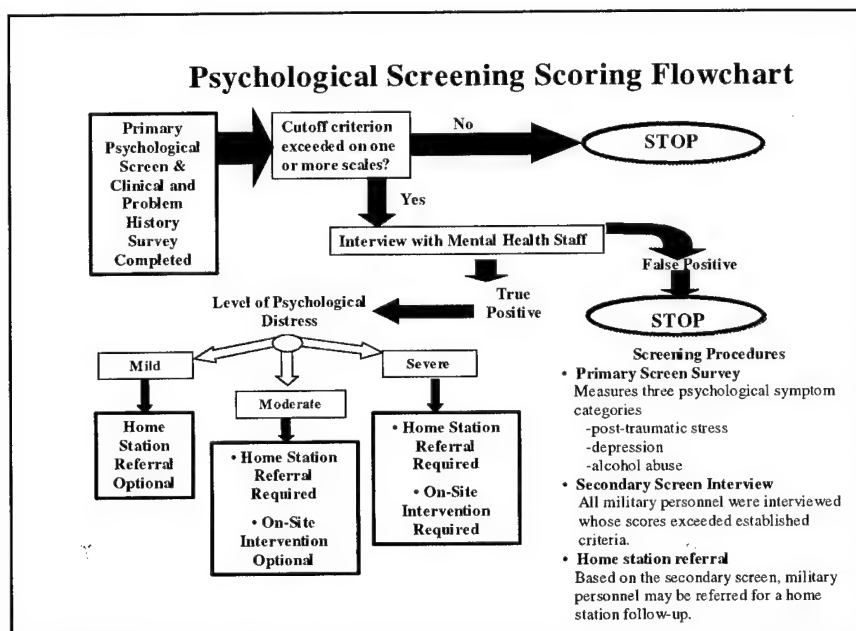 Psychological Screening Scoring Flowchart
Primary
Psychological
Screen &
Clinical and
Problem
History
Survey
Completed
Cutoff criterion
exceeded on one
or more scales?
No
STOP
Yes
Interview with Mental Health Staff
False Positive
STOP
True
Positive
Level of Psychological
Distress
Mild
Moderate
Severe
Home
Station
Referral
Optional
• Home Station
Referral
Required
• On-Site
Intervention
Optional
• Home Station
Referral
Required
• On-Site
Intervention
Required
Screening Procedures
• Primary Screen Survey
Measures three psychological symptom
categories
-post-traumatic stress
-depression
-alcohol abuse
• Secondary Screen Interview
All military personnel were interviewed
whose scores exceeded established
criteria.
• Home station referral
Based on the secondary screen, military
personnel may be referred for a home
station follow-up.